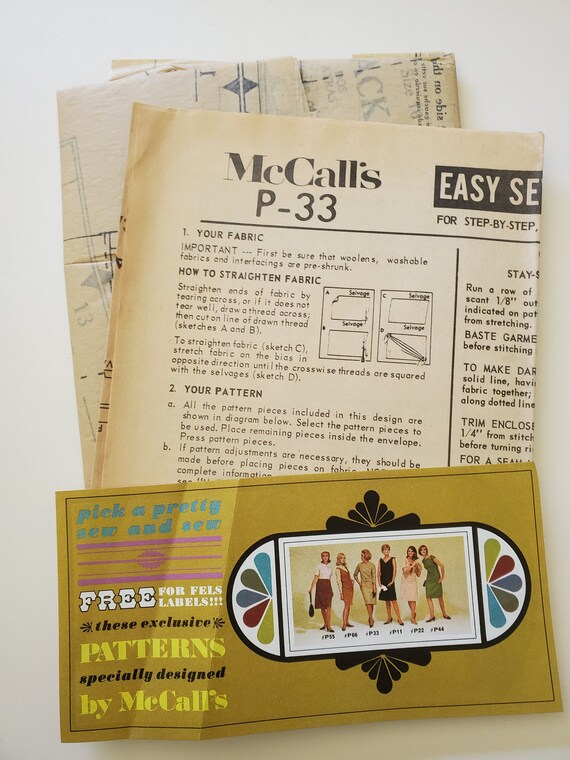 McCall's
P-33
EASY SE
FOR STEP-BY-STEP,
1. YOUR FABRIC
IMPORTANT --- First be sure that woolens, washable
fabrics and interfacings are pre-shrunk.
HOW TO STRAIGHTEN FABRIC
Straighten ends of fabric by
tearing across, or if it does not
tear well, draw a thread across;
then cut on line of drawn thread
(sketches A and B).
A Selvage
C Selvage
B Selvage
D
To straighten fabric (sketch C),
stretch fabric on the bias in
opposite direction until the crosswise threads are squared
with the selvages (sketch D).
2. YOUR PATTERN
a. All the pattern pieces included in this design are
shown in diagram below. Select the pattern pieces to
be used. Place remaining pieces inside the envelope.
Press pattern pieces.
b. If pattern adjustments are necessary, they should be
made before placing pieces on fabric.
complete information
STAY-S
Run a row of
scant 1/8" out
indicated on pat
from stretching.
BASTE GARME
before stitching
TO MAKE DAR
solid line, havin
fabric together;
along dotted line
TRIM ENCLOSE
1/4" from stitch
before turning ri
FOR A SEAM
13
pick a pretty
sew and sew
FREE FOR FELS
LABELS!!!
these exclusive
PATTERNS
specially designed
by McCall's
#P55 #P66 #P33 #P11 #P22 #P44